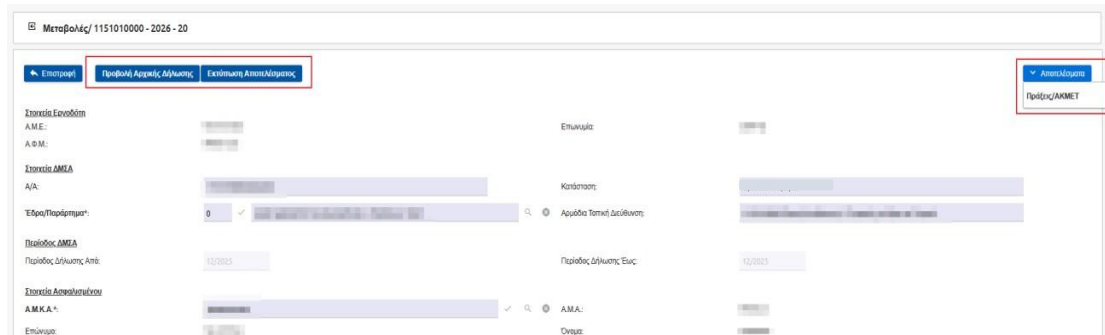 Μεταβολές/ 1151010000 - 2026 - 20
Επιστροφή Προβολή Αρχικής Δήλωσης Εκτύπωση Αποτελέσματος Αποτελέσματα
Πράξεις/ΑΚΜΕΤ
Στοιχεία Εργοδότη
Α.Μ.Ε.: Επωνυμία:
Α.Φ.Μ.:
Στοιχεία ΔΜΣΑ
Α/Α: Κατάσταση:
Έδρα/Παράρτημα*: 0 Αρμόδια Τοπική Διεύθυνση:
Περίοδος ΔΜΣΑ
Περίοδος Δήλωσης Από: 12/2025 Περίοδος Δήλωσης Έως: 12/2025
Στοιχεία Ασφαλισμένου
Α.Μ.Κ.Α.*: Α.Μ.Α.:
Επώνυμο: Όνομα: